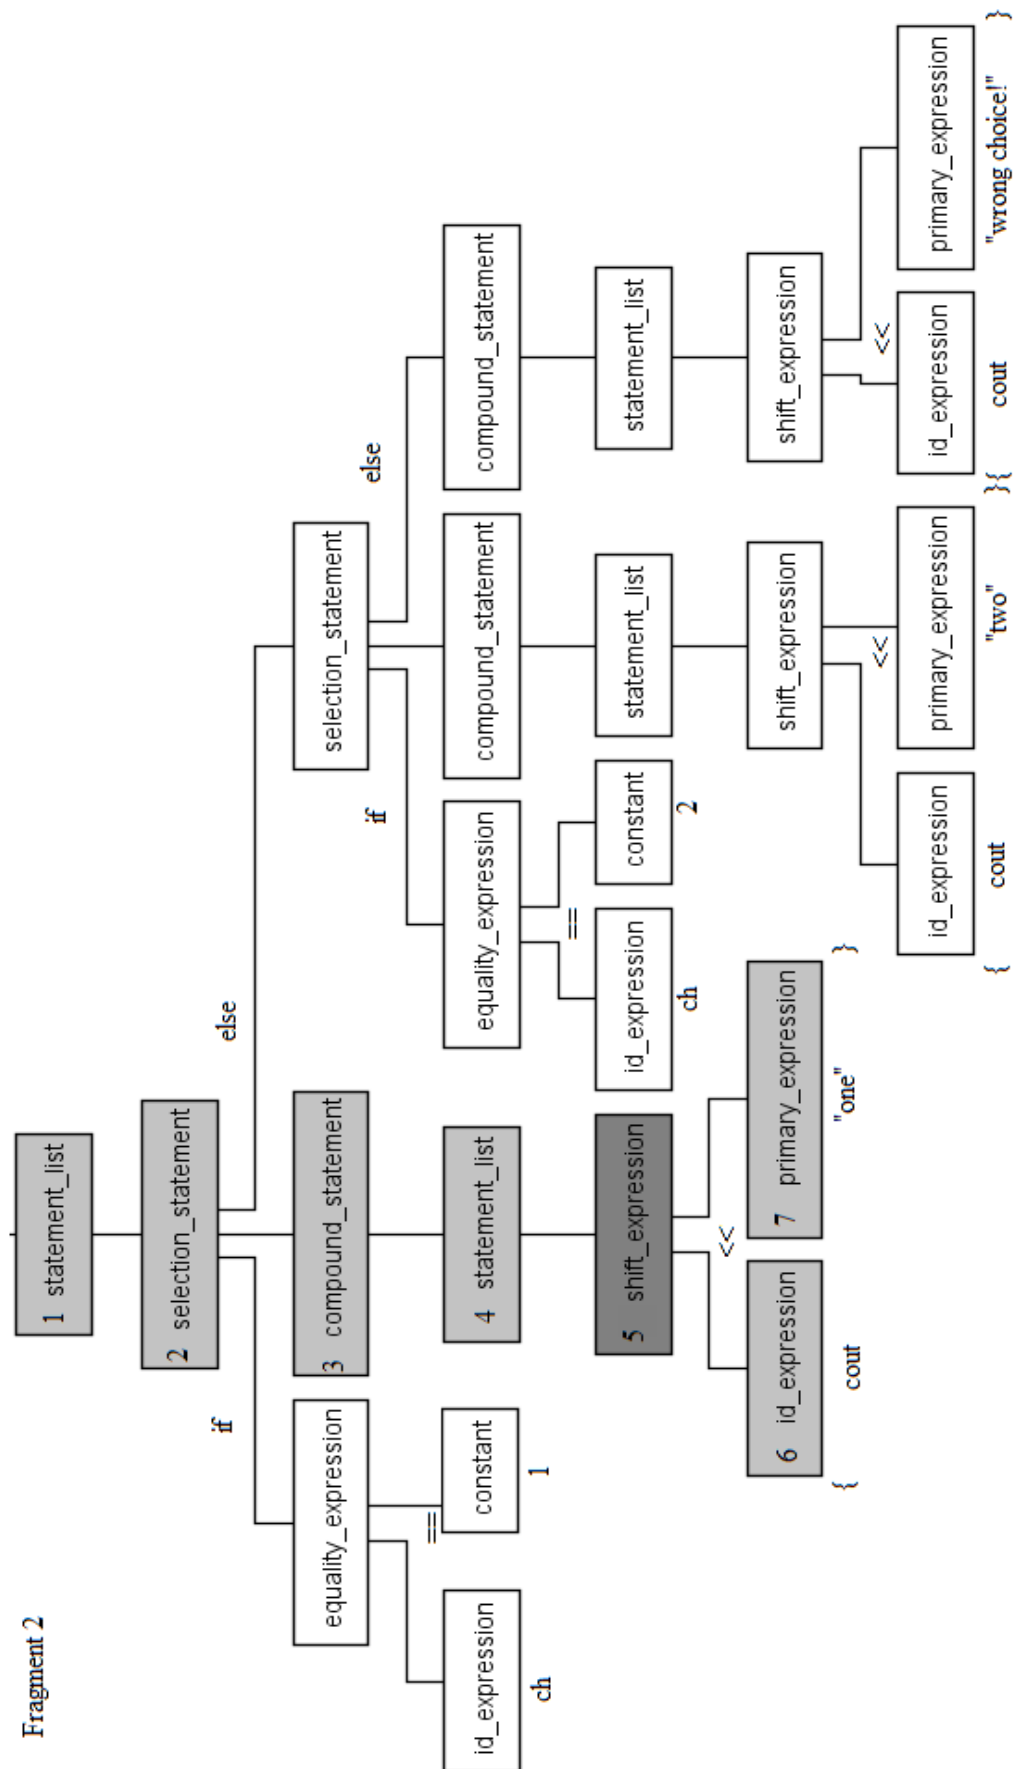 Fragment 2
1 statement_list
2 selection_statement
if
else
equality_expression
3 compound_statement
selection_statement
==
if
else
id_expression
constant
4 statement_list
equality_expression
compound_statement
compound_statement
ch
1
==
5 shift_expression
id_expression
constant
statement_list
statement_list
<<
ch
2
6 id_expression
7 primary_expression
shift_expression
shift_expression
{
cout
"one"
}
<<
<<
id_expression
primary_expression
id_expression
primary_expression
{
cout
"two"
}{
cout
"wrong choice!"
}